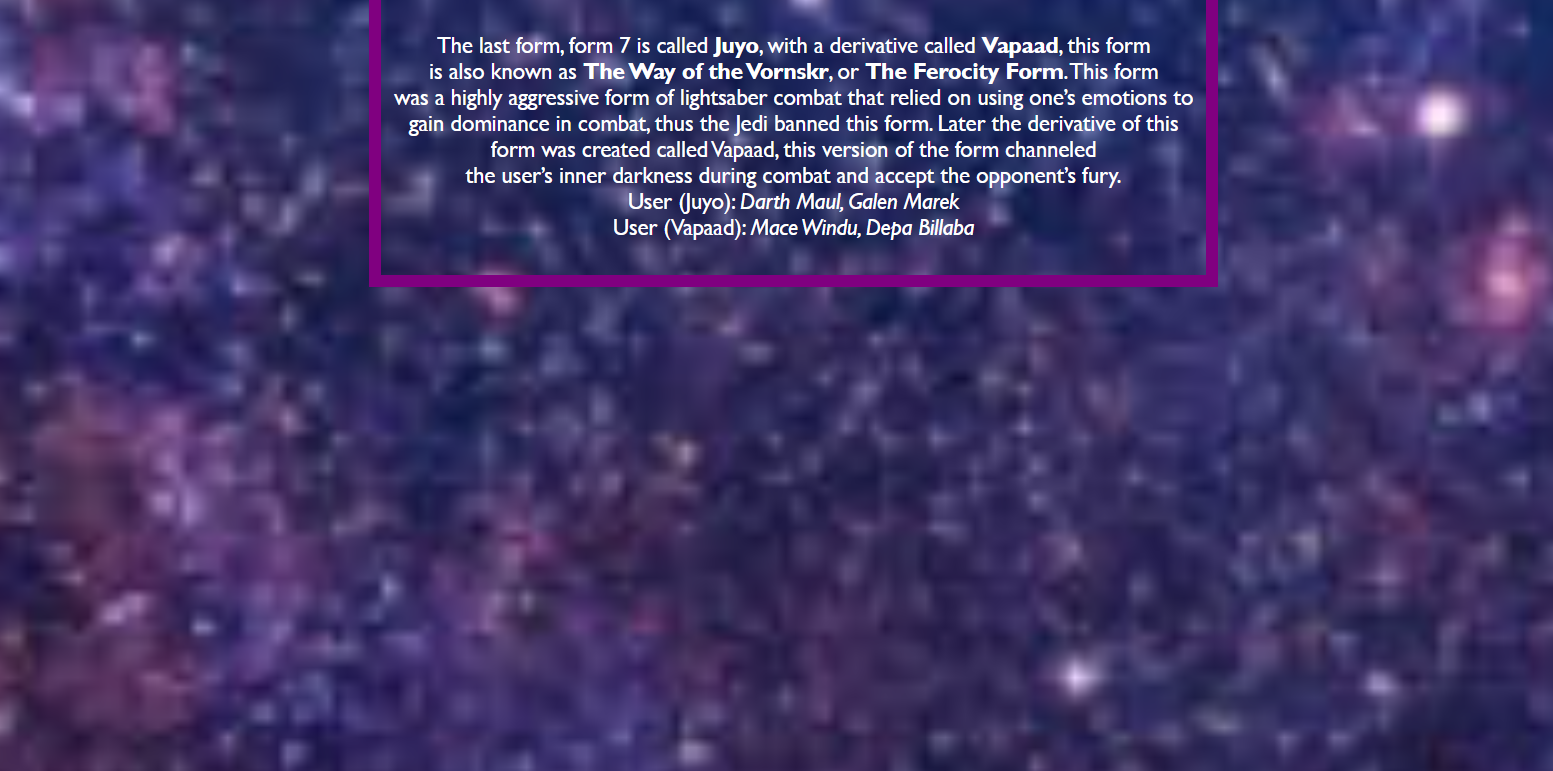 The last form, form 7 is called Juyo, with a derivative called Vapaad, this form
is also known as The Way of the Vornskr, or The Ferocity Form. This form
was a highly aggressive form of lightsaber combat that relied on using one's emotions to
gain dominance in combat, thus the Jedi banned this form. Later the derivative of this
form was created called Vapaad, this version of the form channeled
the user's inner darkness during combat and accept the opponent's fury.
User (Juyo): Darth Maul, Galen Marek
User (Vapaad): Mace Windu, Depa Billaba